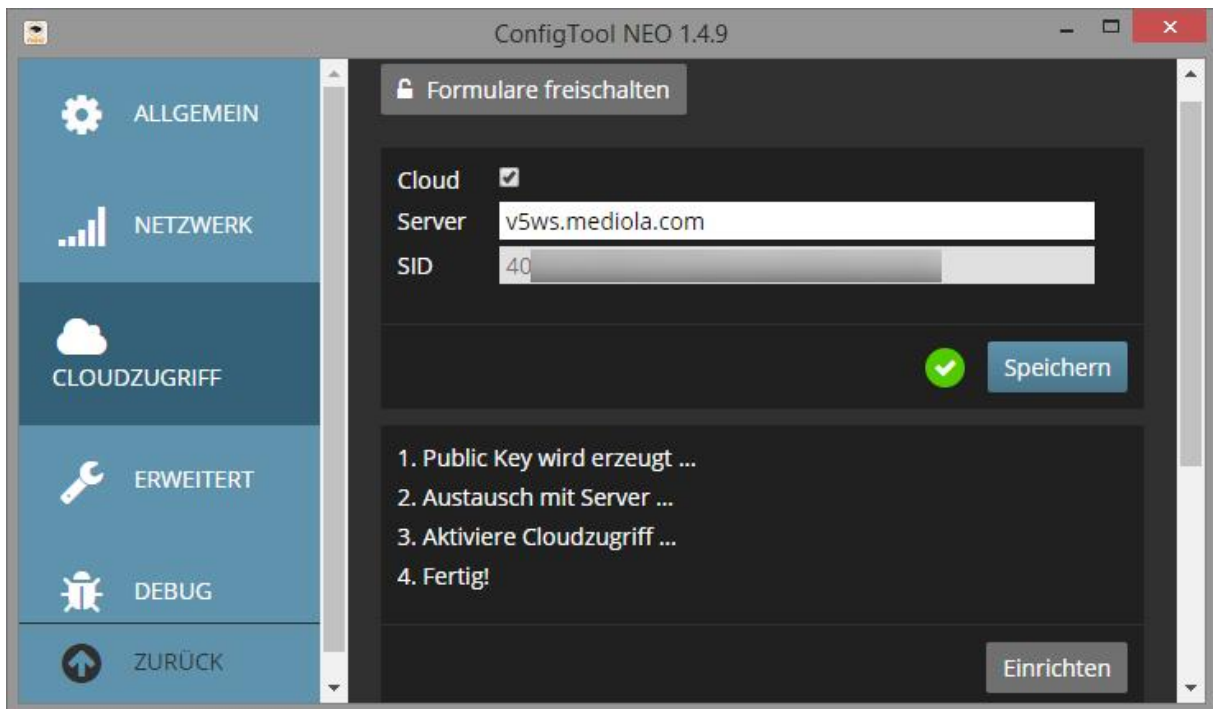 ConfigTool NEO 1.4.9
ALLGEMEIN
NETZWERK
CLOUDZUGRIFF
ERWEITERT
DEBUG
ZURÜCK
Formulare freischalten
Cloud
Server v5ws.mediola.com
SID 40
Speichern
1. Public Key wird erzeugt ...
2. Austausch mit Server ...
3. Aktiviere Cloudzugriff ...
4. Fertig!
Einrichten